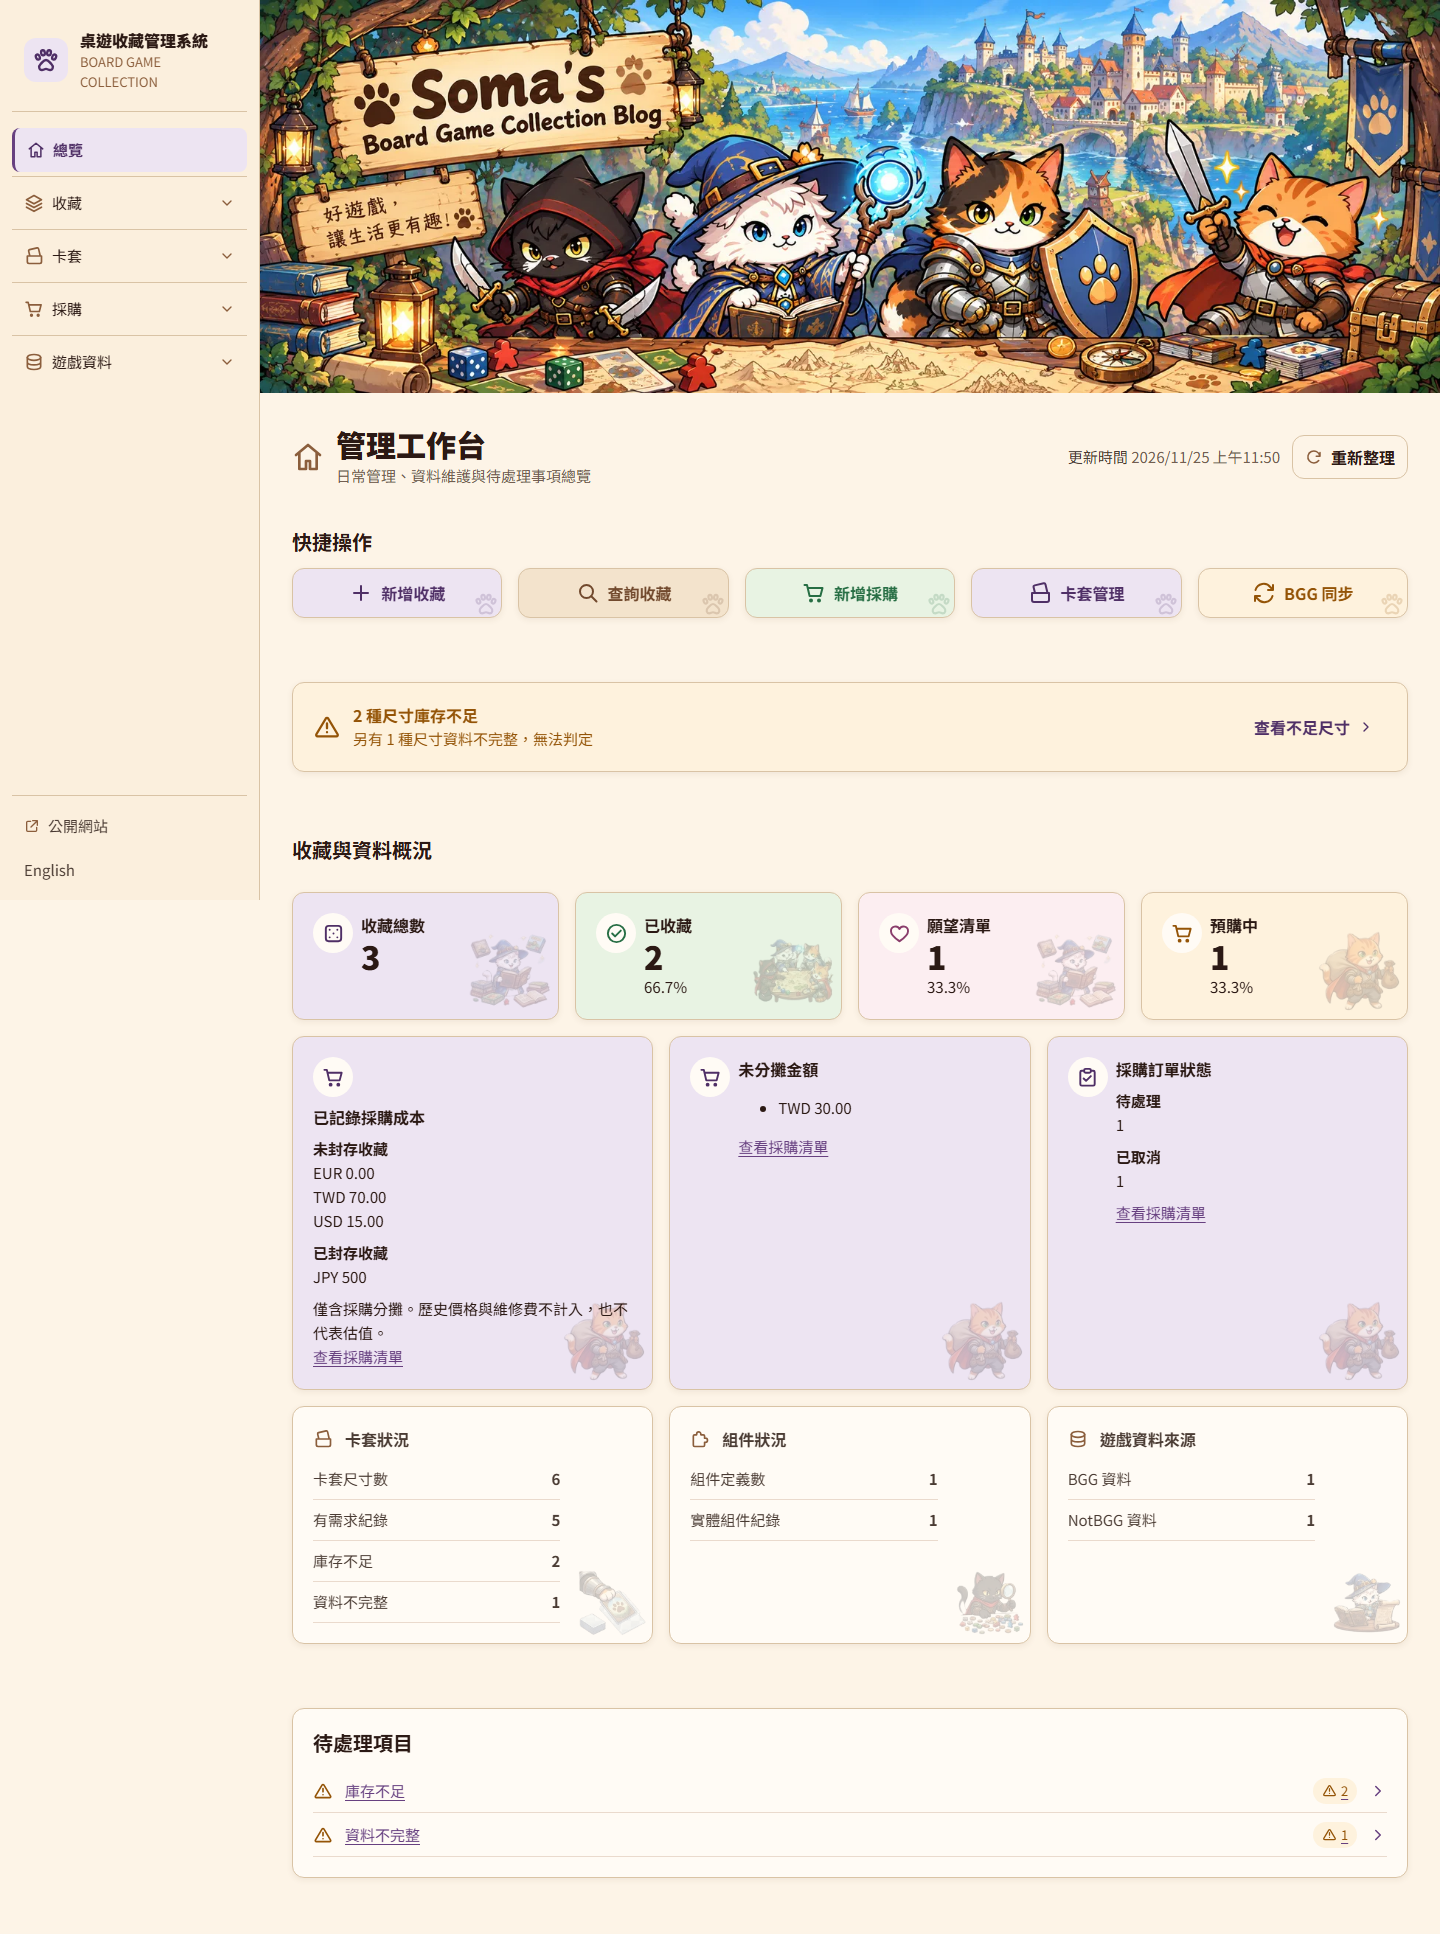 桌遊收藏管理系統
BOARD GAME
COLLECTION
總覽
收藏
卡套
採購
遊戲資料
公開網站
English
Soma's
Board Game Collection Blog
好遊戲，
讓生活更有趣！
管理工作台
日常管理、資料維護與待處理事項總覽
更新時間 2026/11/25 上午11:50
重新整理
快捷操作
新增收藏
查詢收藏
新增採購
卡套管理
BGG 同步
2 種尺寸庫存不足
另有 1 種尺寸資料不完整，無法判定
查看不足尺寸
收藏與資料概況
收藏總數
3
已收藏
2
66.7%
願望清單
1
33.3%
預購中
1
33.3%
已記錄採購成本
未封存收藏
EUR 0.00
TWD 70.00
USD 15.00
已封存收藏
JPY 500
僅含採購分攤。歷史價格與維修費不計入，也不
代表估值。
查看採購清單
未分攤金額
TWD 30.00
查看採購清單
採購訂單狀態
待處理
1
已取消
1
查看採購清單
卡套狀況
卡套尺寸數 6
有需求紀錄 5
庫存不足 2
資料不完整 1
組件狀況
組件定義數 1
實體組件紀錄 1
遊戲資料來源
BGG 資料 1
NotBGG 資料 1
待處理項目
庫存不足 2
資料不完整 1